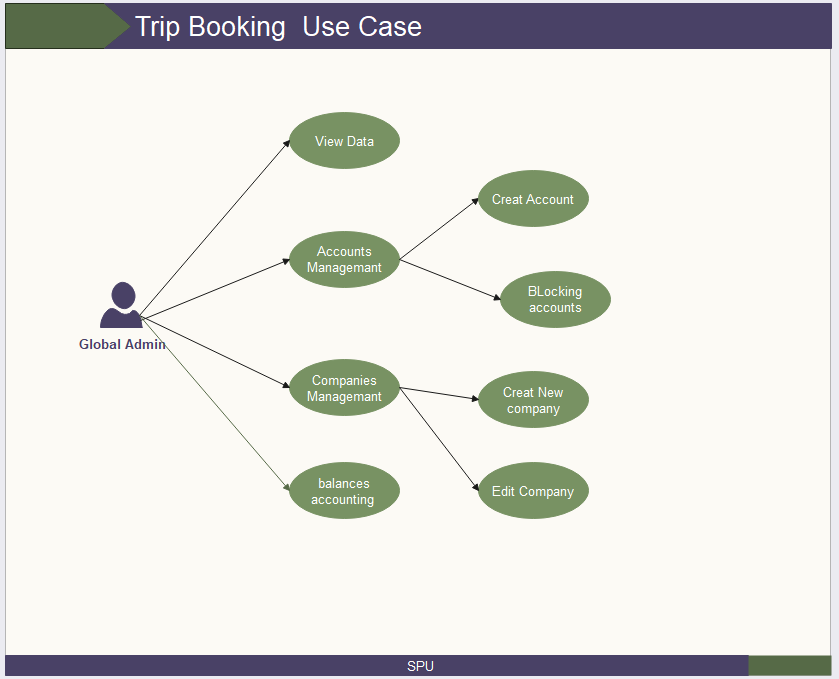 Trip Booking  Use Case
View Data
Creat Account
Accounts
Managemant
BLocking
accounts
Global Admin
Companies
Management
Creat New
company
balances
accounting
Edit Company
SPU